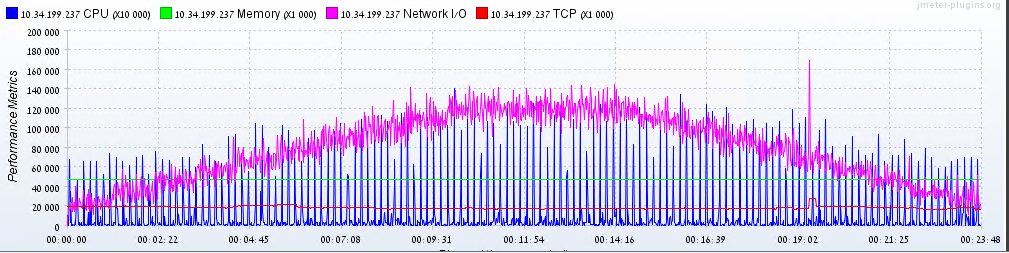 jmeter-plugins.org
10.34.199.237 CPU (X10 000) 10.34.199.237 Memory (X1 000) 10.34.199.237 Network I/O 10.34.199.237 TCP (X1 000)
200 000
180 000
160 000
140 000
120 000
100 000
80 000
60 000
40 000
20 000
0
Performance Metrics
00:00:00 00:02:22 00:04:45 00:07:08 00:09:31 00:11:54 00:14:16 00:16:39 00:19:02 00:21:25 00:23:48